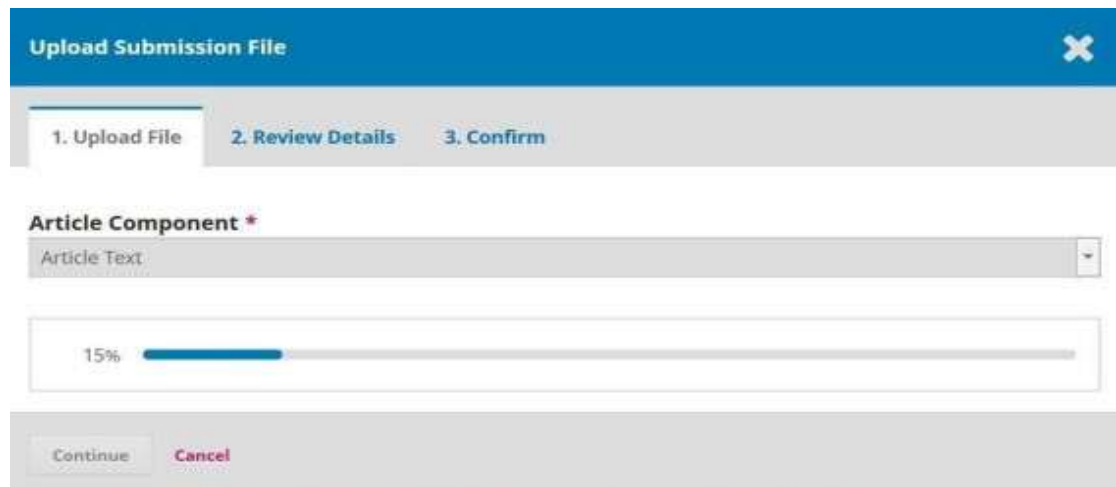 Upload Submission File
1. Upload File 2. Review Details 3. Confirm
Article Component *
Article Text
15%
Continue Cancel